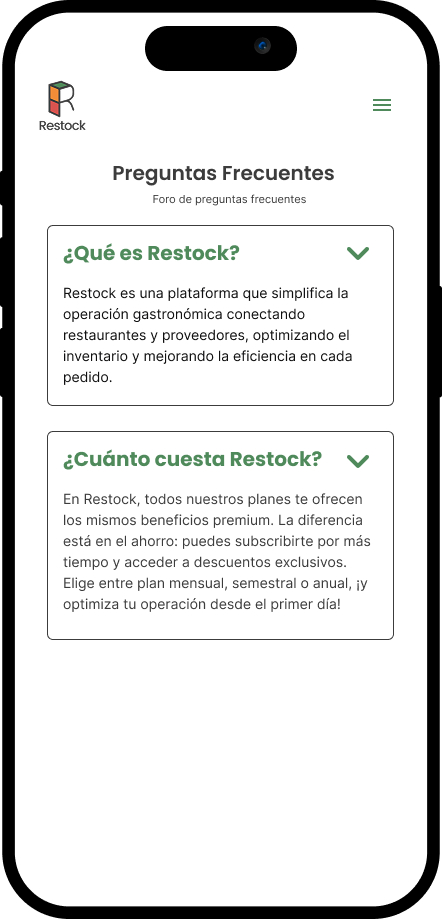 Restock
Preguntas Frecuentes
Foro de preguntas frecuentes
¿Qué es Restock?
Restock es una plataforma que simplifica la
operación gastronómica conectando
restaurantes y proveedores, optimizando el
inventario y mejorando la eficiencia en cada
pedido.
¿Cuánto cuesta Restock?
En Restock, todos nuestros planes te ofrecen
los mismos beneficios premium. La diferencia
está en el ahorro: puedes subscribirte por más
tiempo y acceder a descuentos exclusivos.
Elige entre plan mensual, semestral o anual, ¡y
optimiza tu operación desde el primer día!